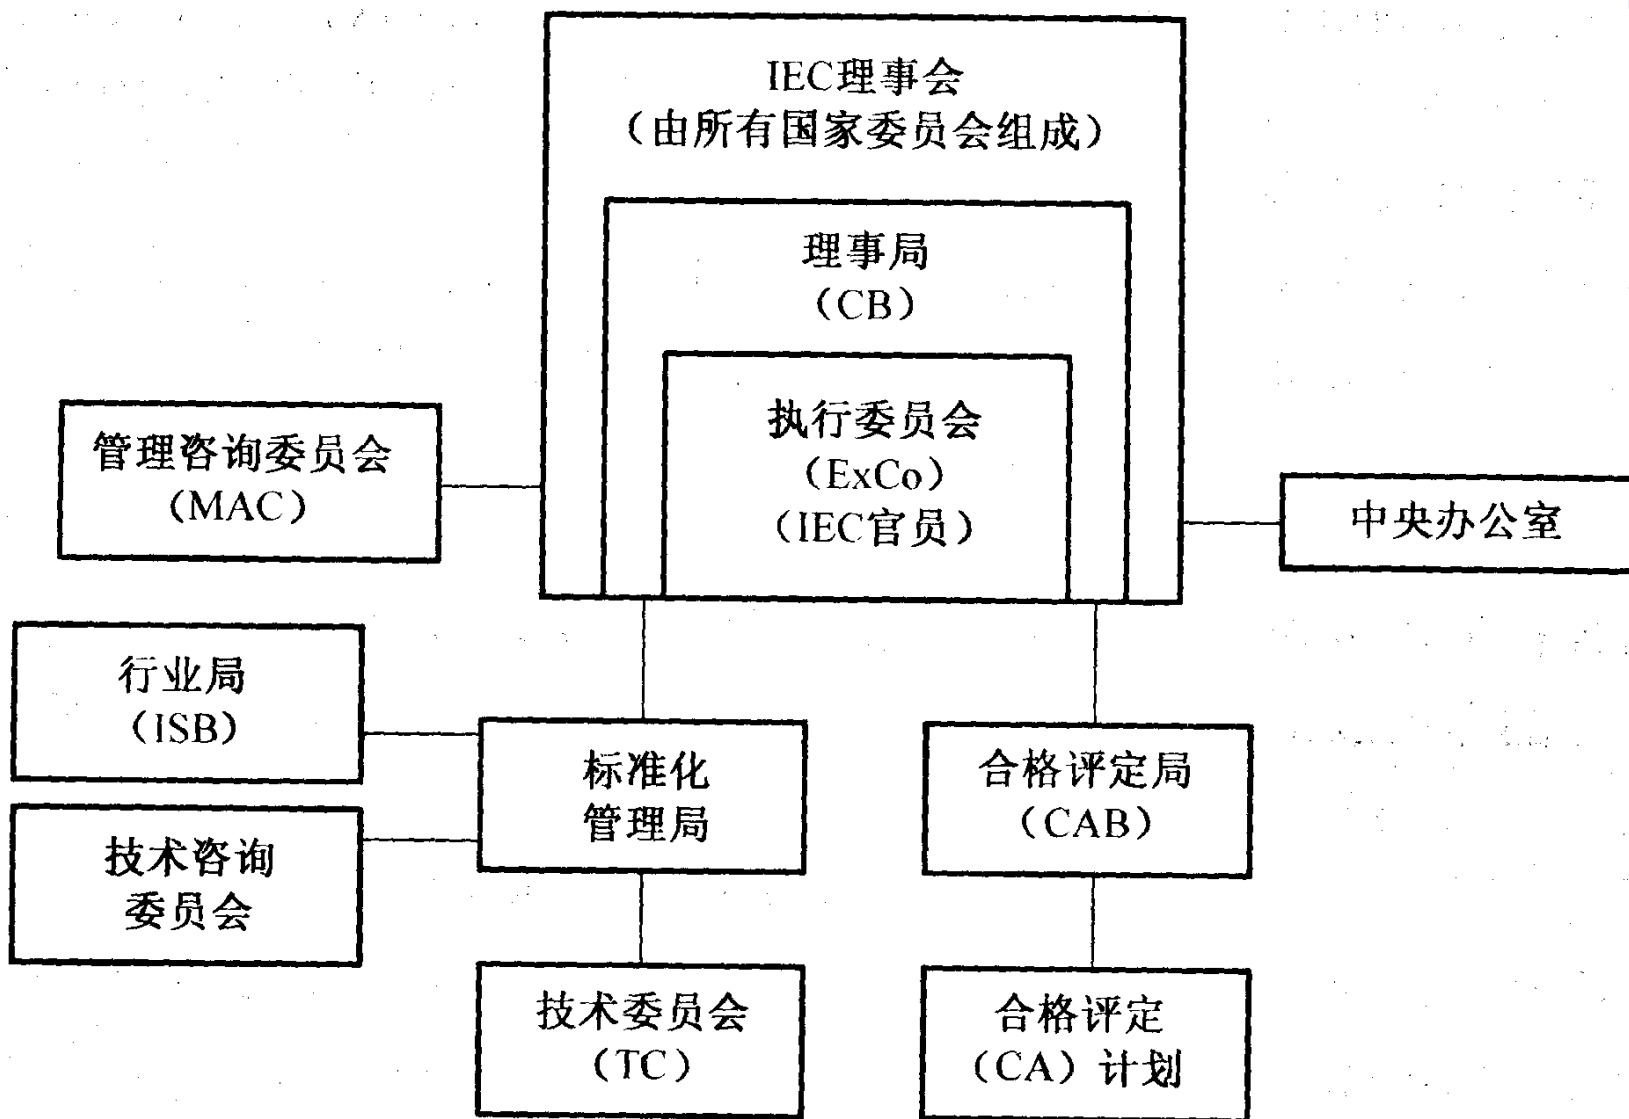 IEC理事会
（由所有国家委员会组成）
理事局
（CB）
执行委员会
（ExCo）
（IEC官员）
管理咨询委员会
（MAC）
中央办公室
行业局
（ISB）
标准化
管理局
合格评定局
（CAB）
技术咨询
委员会
技术委员会
（TC）
合格评定
（CA）计划